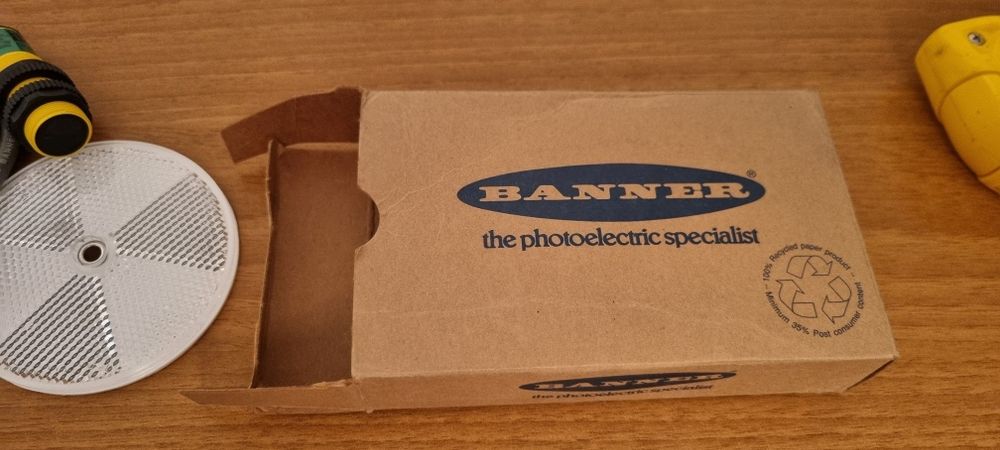 BANNER®
the photoelectric specialist
100% Recycled paper product
Minimum 35% Post consumer content
BANNER
the photoelectric specialist